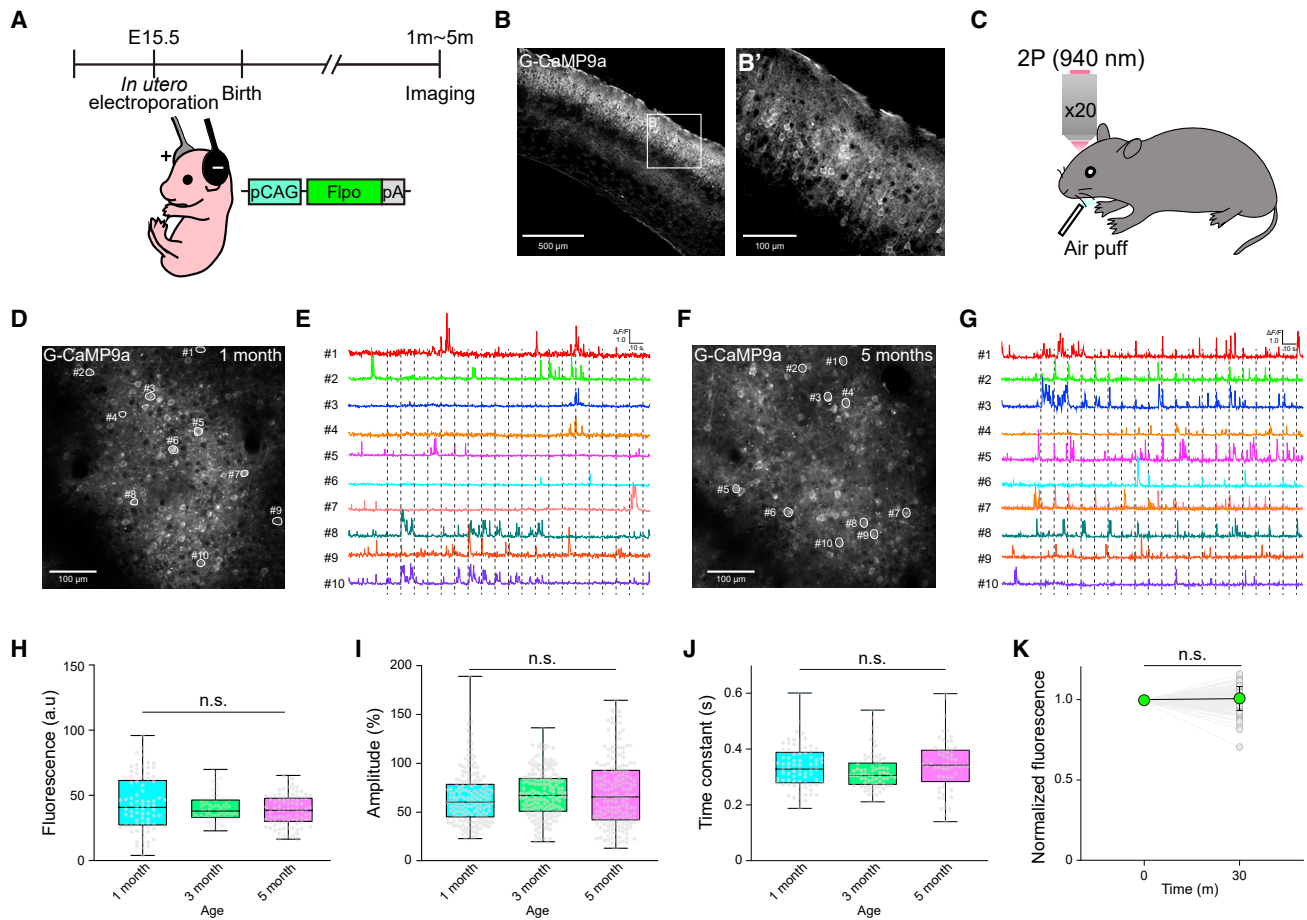 A
E15.5
1m~5m
In utero
electroporation
Birth
Imaging
+
−
pCAG
Flpo
pA
B
G-CaMP9a
B'
500 µm
B'
100 µm
C
2P (940 nm)
x20
Air puff
D
G-CaMP9a
1 month
#1
#2
#3
#4
#5
#6
#7
#8
#9
#10
100 µm
E
ΔF/F
1.0
10 s
#1
#2
#3
#4
#5
#6
#7
#8
#9
#10
F
G-CaMP9a
5 months
#1
#2
#3
#4
#5
#6
#7
#8
#9
#10
100 µm
G
ΔF/F
1.0
10 s
#1
#2
#3
#4
#5
#6
#7
#8
#9
#10
H
Fluorescence (a.u)
150
100
50
0
n.s.
1 month
3 month
5 month
Age
I
Amplitude (%)
200
150
100
50
0
n.s.
1 month
3 month
5 month
Age
J
Time constant (s)
0.6
0.4
0.2
0
n.s.
1 month
3 month
5 month
Age
K
Normalized fluorescence
1.0
0.5
0
n.s.
0
30
Time (m)